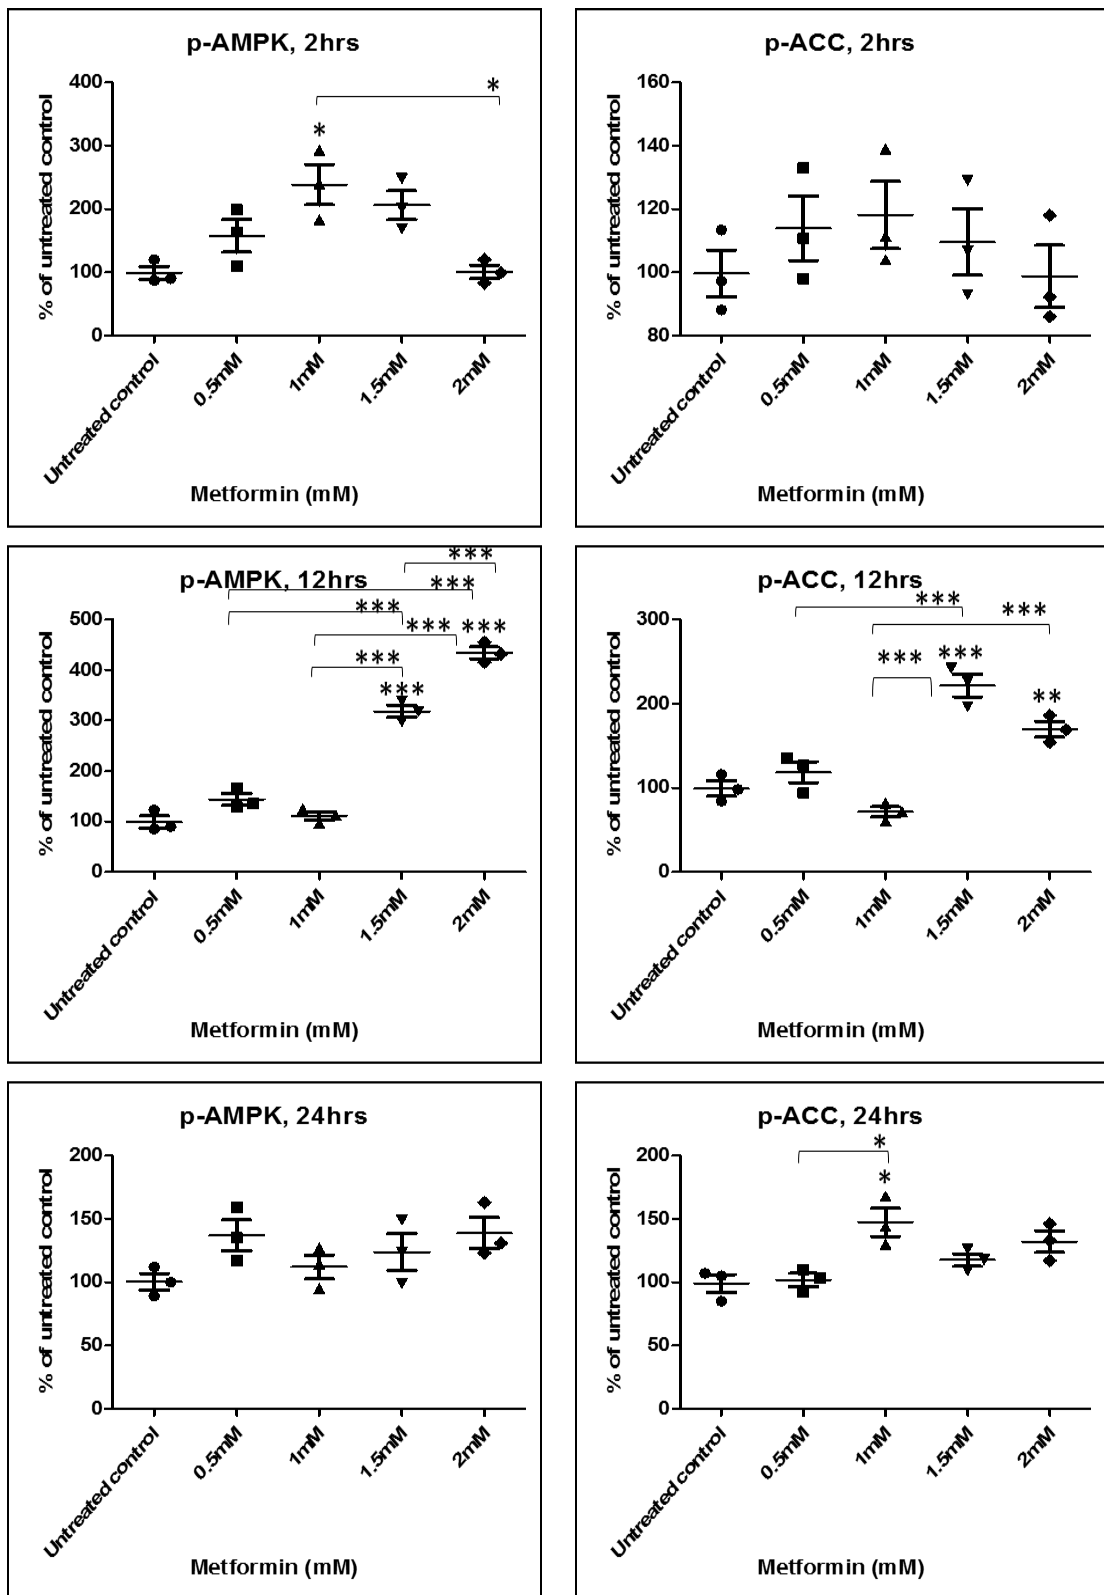 p-AMPK, 2hrs
% of untreated control
400
300
200
100
0
*
*
Untreated control
0.5mM
1mM
1.5mM
2mM
Metformin (mM)
p-ACC, 2hrs
% of untreated control
160
140
120
100
80
Untreated control
0.5mM
1mM
1.5mM
2mM
Metformin (mM)
p-AMPK, 12hrs
% of untreated control
500
400
300
200
100
0
***
***
***
*** ***
***
***
Untreated control
0.5mM
1mM
1.5mM
2mM
Metformin (mM)
p-ACC, 12hrs
% of untreated control
300
200
100
0
***
***
***
***
**
Untreated control
0.5mM
1mM
1.5mM
2mM
Metformin (mM)
p-AMPK, 24hrs
% of untreated control
200
150
100
50
0
Untreated control
0.5mM
1mM
1.5mM
2mM
Metformin (mM)
p-ACC, 24hrs
% of untreated control
200
150
100
50
0
*
*
Untreated control
0.5mM
1mM
1.5mM
2mM
Metformin (mM)